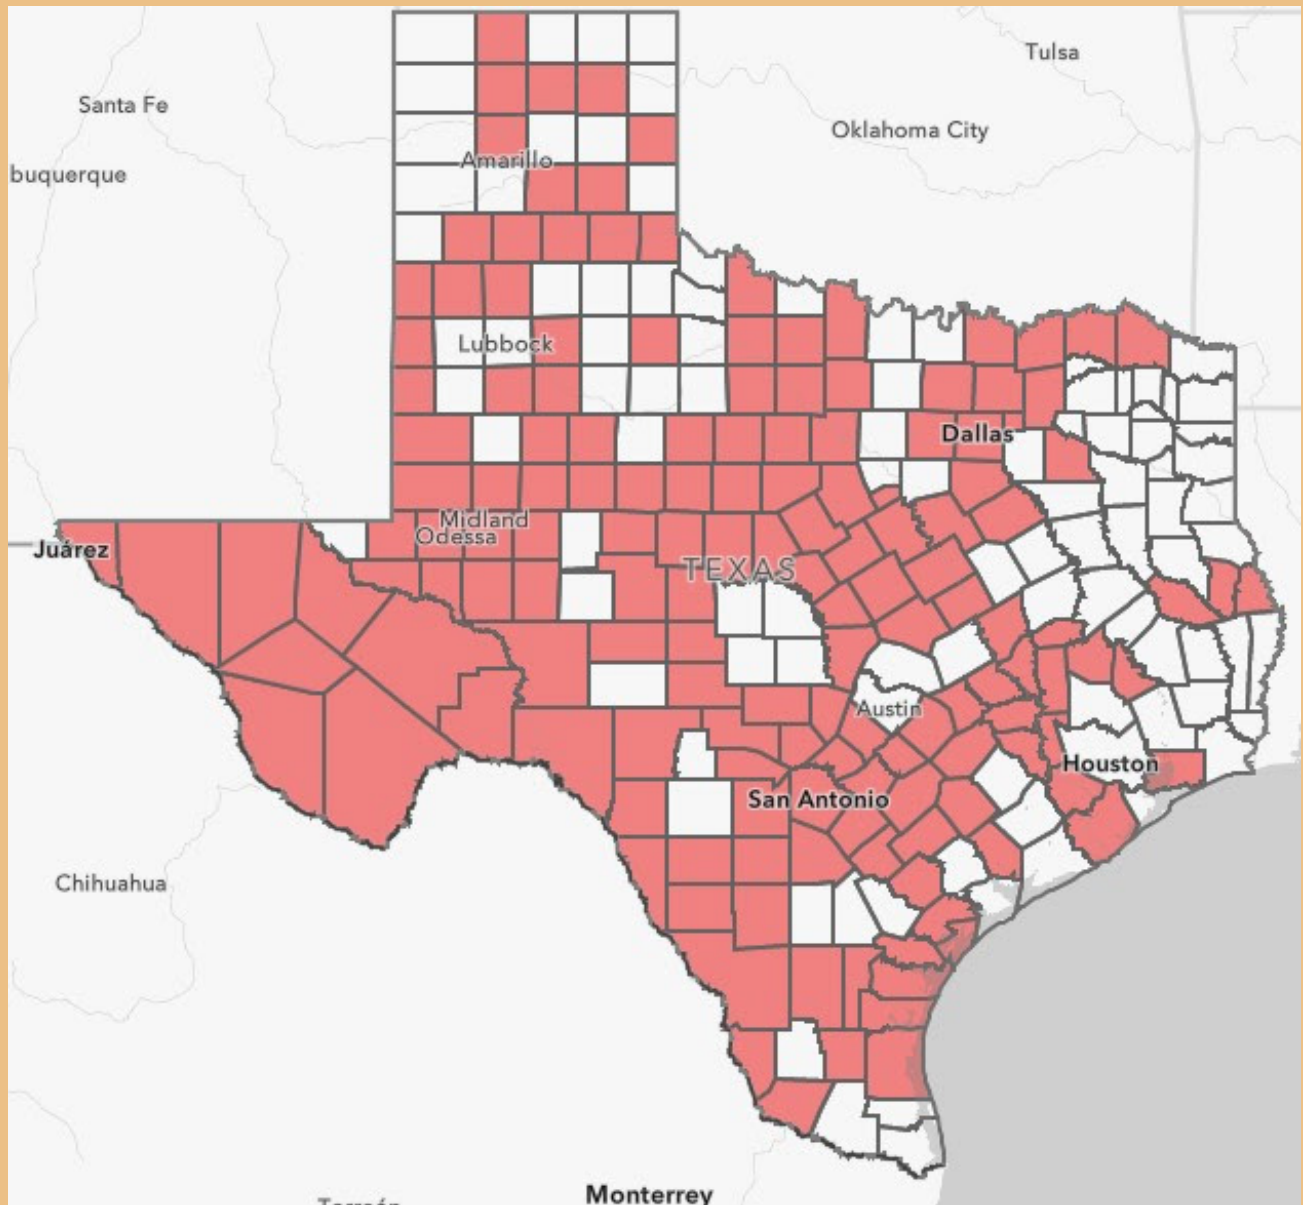 Tulsa
Santa Fe
Oklahoma City
Amarillo
buquerque
Lubbock
Dallas
Midland
Odessa
Juárez
TEXAS
Austin
Houston
San Antonio
Chihuahua
Monterrey